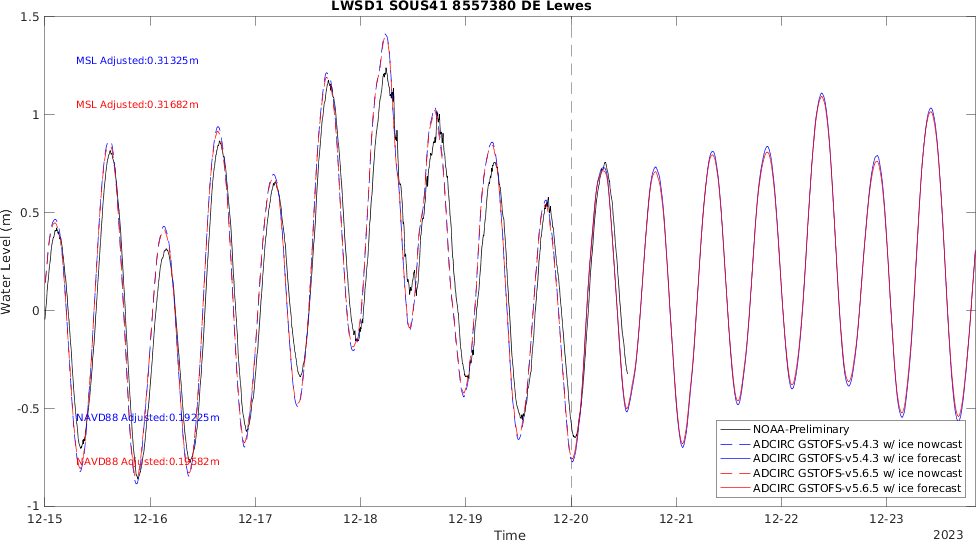 LWSD1 SOUS41 8557380 DE Lewes
1.5
MSL Adjusted:0.31325m
1
MSL Adjusted:0.31682m
0.5
Water Level (m)
0
-0.5
NAVD88 Adjusted:0.19225m
NAVD88 Adjusted:0.19582m
-1
NOAA-Preliminary
ADCIRC GSTOFS-v5.4.3 w/ ice nowcast
ADCIRC GSTOFS-v5.4.3 w/ ice forecast
ADCIRC GSTOFS-v5.6.5 w/ ice nowcast
ADCIRC GSTOFS-v5.6.5 w/ ice forecast
12-15 12-16 12-17 12-18 12-19 12-20 12-21 12-22 12-23
Time
2023